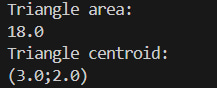 Triangle area:
18.0
Triangle centroid:
(3.0;2.0)